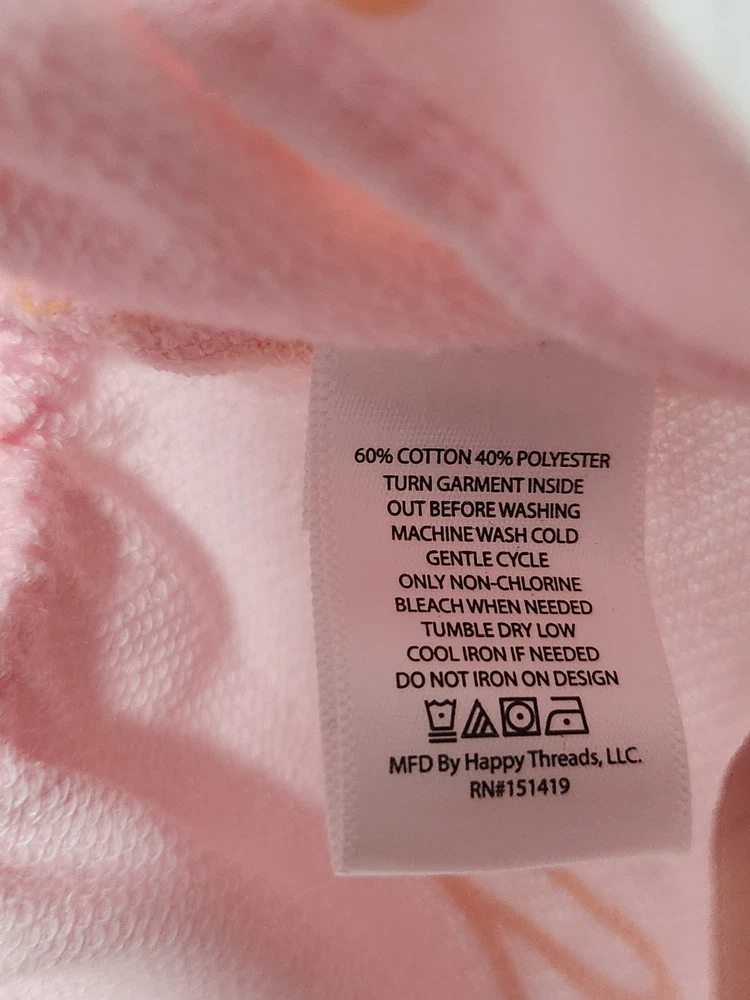 60% COTTON 40% POLYESTER
TURN GARMENT INSIDE
OUT BEFORE WASHING
MACHINE WASH COLD
GENTLE CYCLE
ONLY NON-CHLORINE
BLEACH WHEN NEEDED
TUMBLE DRY LOW
COOL IRON IF NEEDED
DO NOT IRON ON DESIGN
MFD By Happy Threads, LLC.
RN#151419